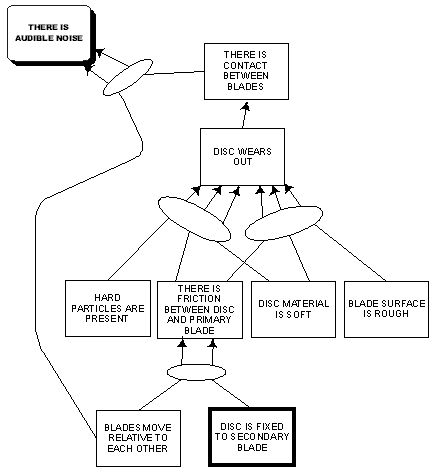 THERE IS
AUDIBLE NOISE
THERE IS
CONTACT
BETWEEN
BLADES
DISC WEARS
OUT
HARD
PARTICLES ARE
PRESENT
THERE IS
FRICTION
BETWEEN DISC
AND PRIMARY
BLADE
DISC MATERIAL
IS SOFT
BLADE SURFACE
IS ROUGH
BLADES MOVE
RELATIVE TO
EACH OTHER
DISC IS FIXED
TO SECONDARY
BLADE